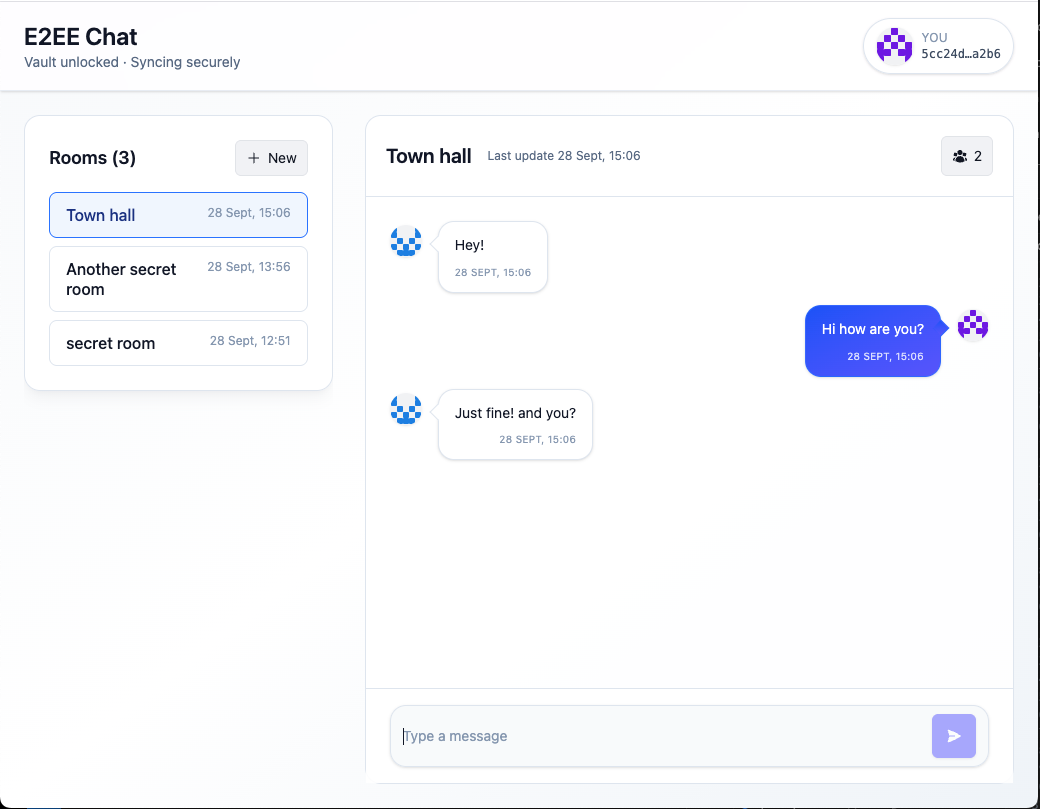 E2EE Chat
Vault unlocked · Syncing securely
YOU
5cc24d…a2b6
Rooms (3)
+ New
Town hall 28 Sept, 15:06
Another secret room 28 Sept, 13:56
secret room 28 Sept, 12:51
Town hall Last update 28 Sept, 15:06
2
Hey!
28 SEPT, 15:06
Hi how are you?
28 SEPT, 15:06
Just fine! and you?
28 SEPT, 15:06
Type a message